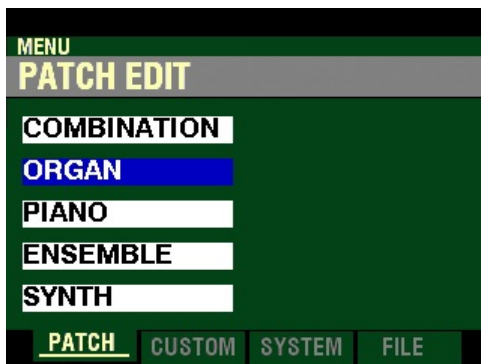 MENU
PATCH EDIT
COMBINATION
ORGAN
PIANO
ENSEMBLE
SYNTH
PATCH CUSTOM SYSTEM FILE